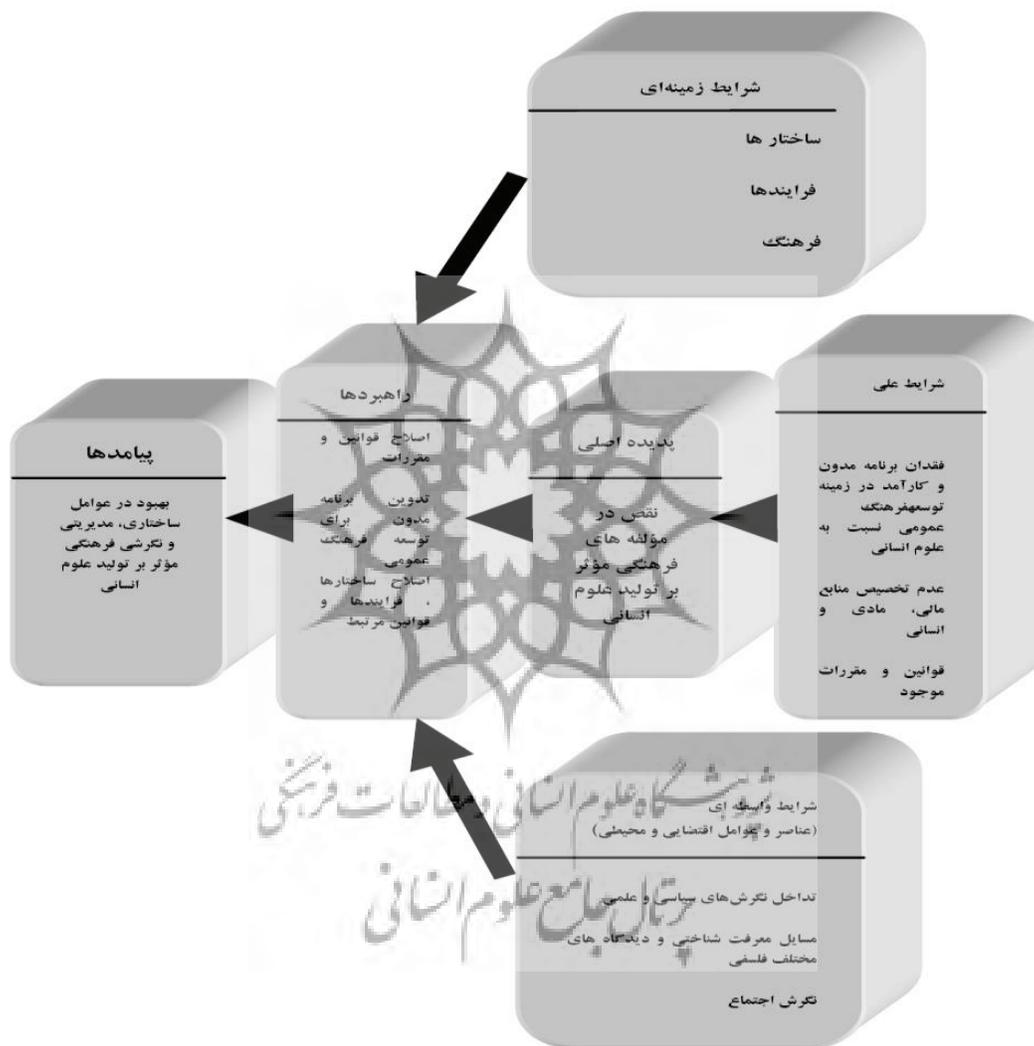 شرایط زمینه‌ای
ساختار ها
فرایندها
فرهنگ
شرایط علی
فقدان برنامه مدون
و کارآمد در زمینه
توسعهفرهنگ
عمومی نسبت به
علوم انسانی
عدم تخصیص منابع
مالی، مادی و
انسانی
قوانین و مقررات
موجود
پدیده اصلی
نقص در
مؤلفه های
فرهنگی مؤثر
بر تولید علوم
انسانی
راهبردها
اصلاح قوانین و
مقررات
تدوین برنامه
مدون برای
توسعه فرهنگ
عمومی
اصلاح ساختارها
، فرایندها و
قوانین مرتبط
پیامدها
بهبود در عوامل
ساختاری، مدیریتی
و نگرشی فرهنگی
مؤثر بر تولید علوم
انسانی
شرایط واسطه ای
(عناصر و عوامل اقتضایی و محیطی)
تداخل نگرش‌های سیاسی و علمی
مسایل معرفت شناختی و دیدگاه های
مختلف فلسفی
نگرش اجتماع
پژوهشگاه علوم انسانی و مطالعات فرهنگی
پرتال جامع علوم انسانی